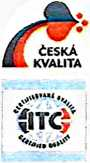 ČESKÁ
KVALITA
CERTIFIKOVANÁ KVALITA
ITC
CERTIFIED QUALITY